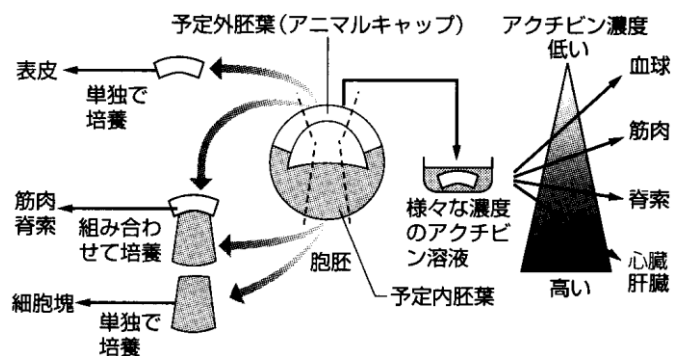 予定外胚葉(アニマルキャップ)
アクチビン濃度
低い
表皮
単独で
培養
血球
筋肉
脊索
心臓
肝臓
高い
様々な濃度
のアクチビ
ン溶液
筋肉
脊索
組み合わ
せて培養
胞胚
予定内胚葉
細胞塊
単独で
培養